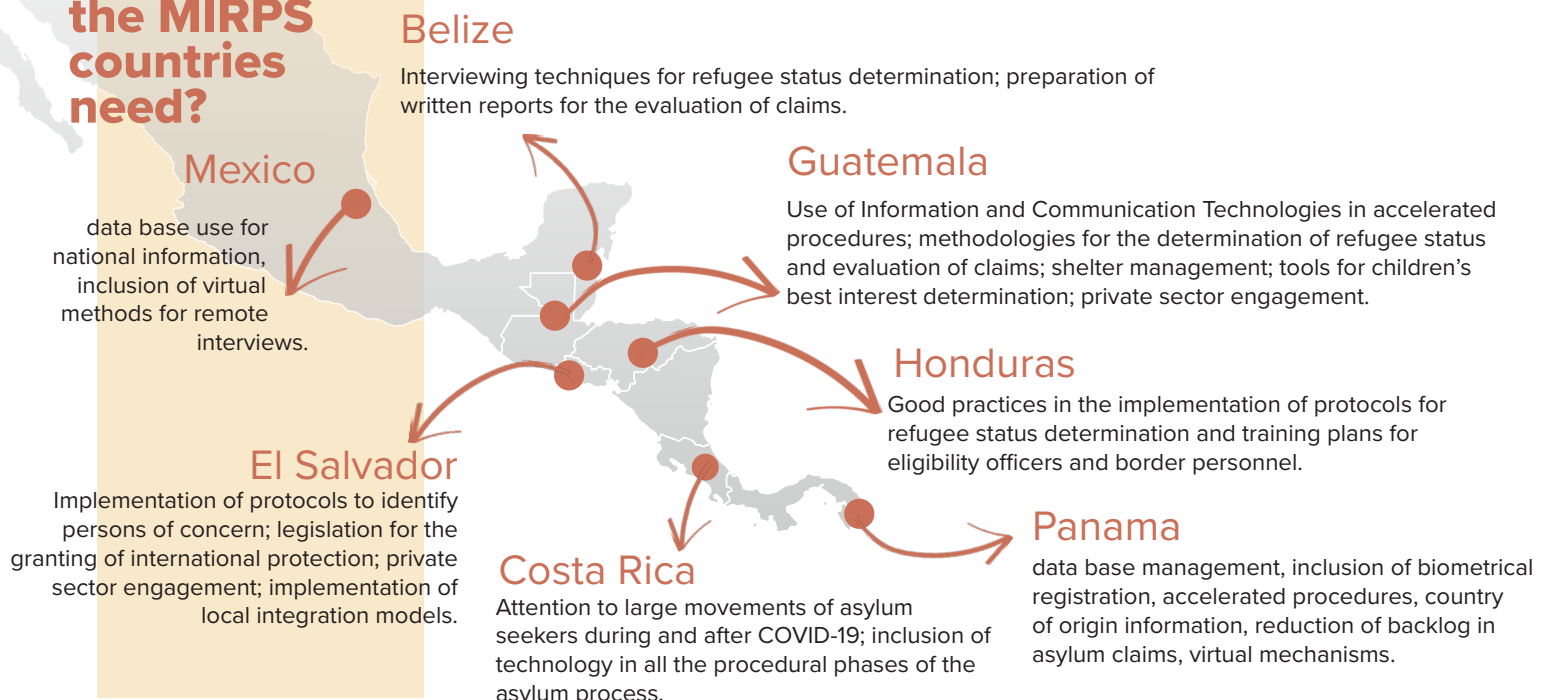 the MIRPS
countries
need?
Belize
Interviewing techniques for refugee status determination; preparation of
written reports for the evaluation of claims.
Mexico
data base use for
national information,
inclusion of virtual
methods for remote
interviews.
Guatemala
Use of Information and Communication Technologies in accelerated
procedures; methodologies for the determination of refugee status
and evaluation of claims; shelter management; tools for children’s
best interest determination; private sector engagement.
Honduras
Good practices in the implementation of protocols for
refugee status determination and training plans for
eligibility officers and border personnel.
El Salvador
Implementation of protocols to identify
persons of concern; legislation for the
granting of international protection; private
sector engagement; implementation of
local integration models.
Costa Rica
Attention to large movements of asylum
seekers during and after COVID-19; inclusion of
technology in all the procedural phases of the
asylum process.
Panama
data base management, inclusion of biometrical
registration, accelerated procedures, country
of origin information, reduction of backlog in
asylum claims, virtual mechanisms.